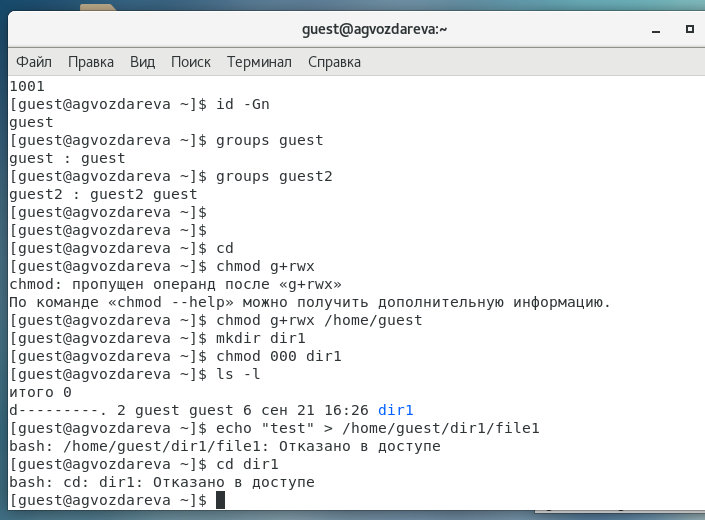 guest@agvozdareva:~
Файл Правка Вид Поиск Терминал Справка
1001
[guest@agvozdareva ~]$ id -Gn
guest
[guest@agvozdareva ~]$ groups guest
guest : guest
[guest@agvozdareva ~]$ groups guest2
guest2 : guest2 guest
[guest@agvozdareva ~]$
[guest@agvozdareva ~]$
[guest@agvozdareva ~]$ cd
[guest@agvozdareva ~]$ chmod g+rwx
chmod: пропущен операнд после «g+rwx»
По команде «chmod --help» можно получить дополнительную информацию.
[guest@agvozdareva ~]$ chmod g+rwx /home/guest
[guest@agvozdareva ~]$ mkdir dir1
[guest@agvozdareva ~]$ chmod 000 dir1
[guest@agvozdareva ~]$ ls -l
итого 0
d---------. 2 guest guest 6 сен 21 16:26 dir1
[guest@agvozdareva ~]$ echo "test" > /home/guest/dir1/file1
bash: /home/guest/dir1/file1: Отказано в доступе
[guest@agvozdareva ~]$ cd dir1
bash: cd: dir1: Отказано в доступе
[guest@agvozdareva ~]$